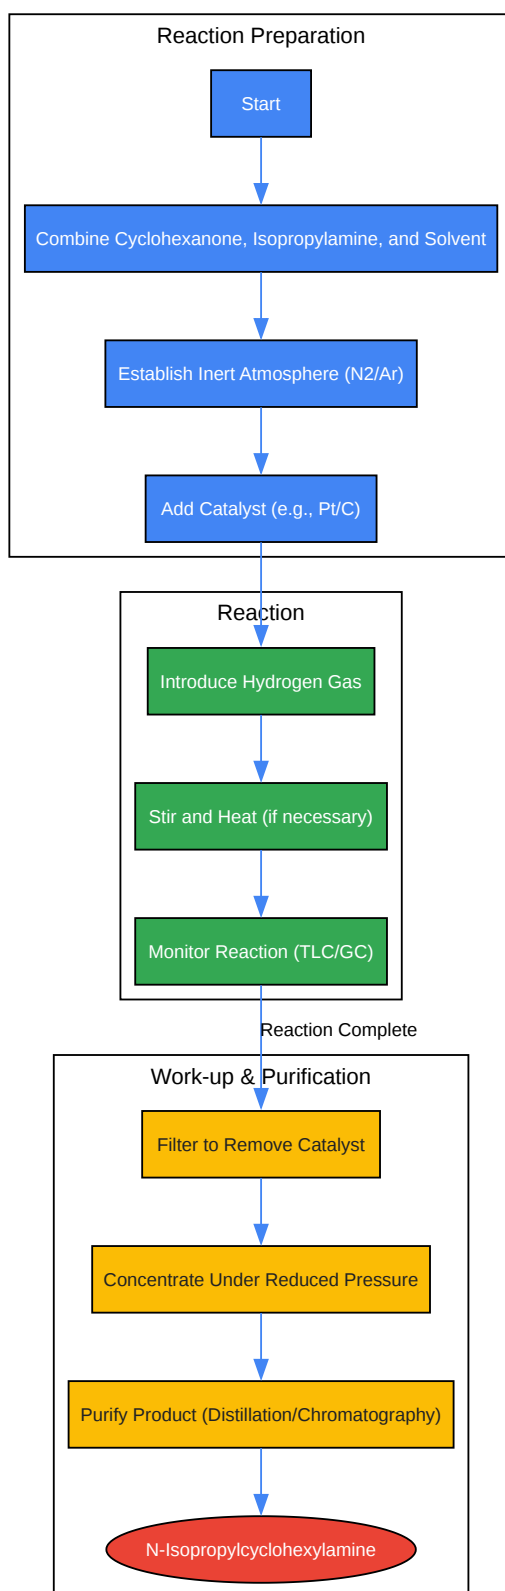 Reaction Preparation
Start
Combine Cyclohexanone, Isopropylamine, and Solvent
Establish Inert Atmosphere (N2/Ar)
Add Catalyst (e.g., Pt/C)
Reaction
Introduce Hydrogen Gas
Stir and Heat (if necessary)
Monitor Reaction (TLC/GC)
Reaction Complete
Work-up & Purification
Filter to Remove Catalyst
Concentrate Under Reduced Pressure
Purify Product (Distillation/Chromatography)
N-Isopropylcyclohexylamine